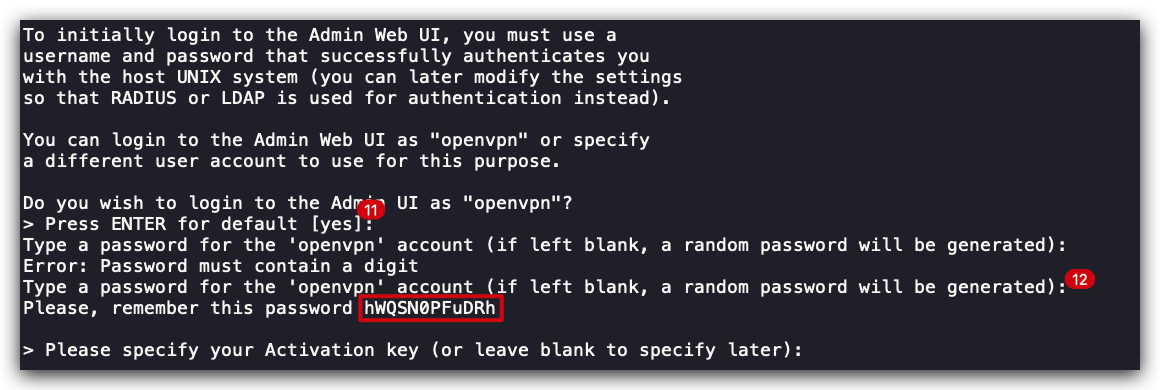 To initially login to the Admin Web UI, you must use a
username and password that successfully authenticates you
with the host UNIX system (you can later modify the settings
so that RADIUS or LDAP is used for authentication instead).
You can login to the Admin Web UI as "openvpn" or specify
a different user account to use for this purpose.
Do you wish to login to the Admin UI as "openvpn"?
11
> Press ENTER for default [yes]:
Type a password for the 'openvpn' account (if left blank, a random password will be generated):
Error: Password must contain a digit
Type a password for the 'openvpn' account (if left blank, a random password will be generated):
12
Please, remember this password hWQSN0PFuDRh
> Please specify your Activation key (or leave blank to specify later):